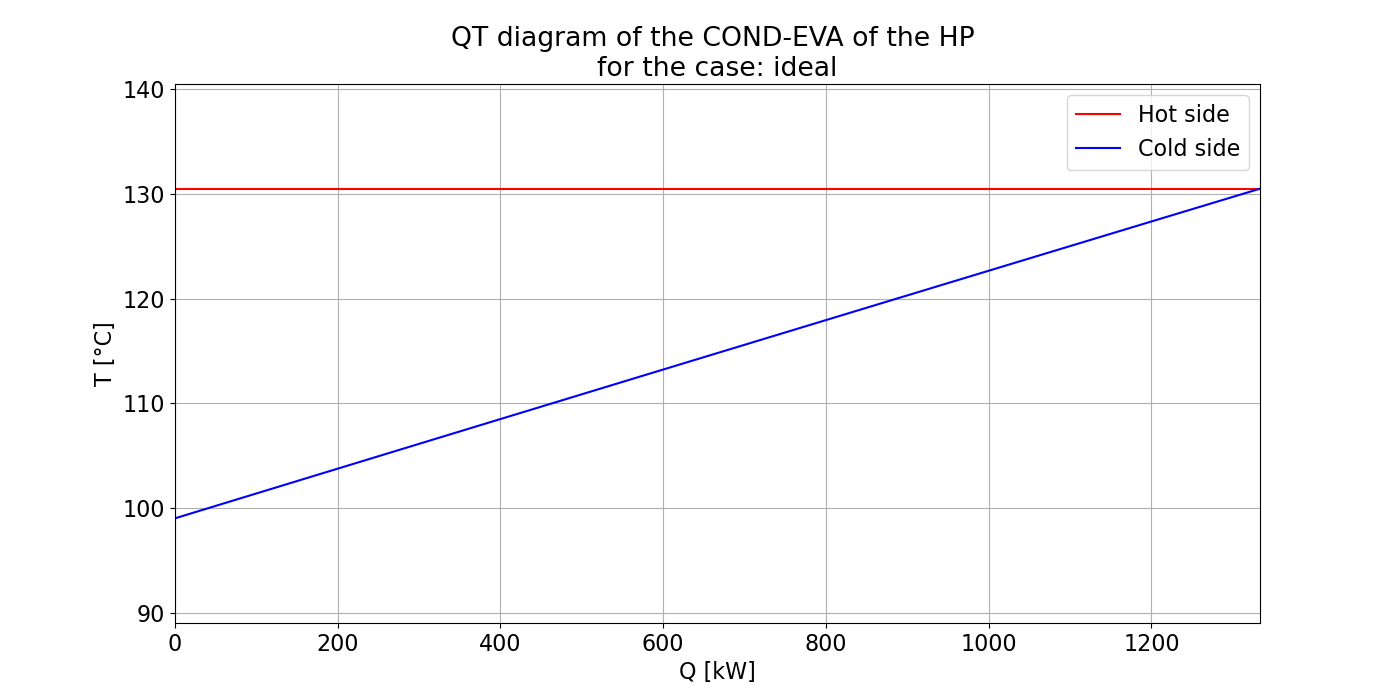 QT diagram of the COND-EVA of the HP
for the case: ideal
Hot side
Cold side
140
130
120
110
100
90
T [°C]
0 200 400 600 800 1000 1200
Q [kW]